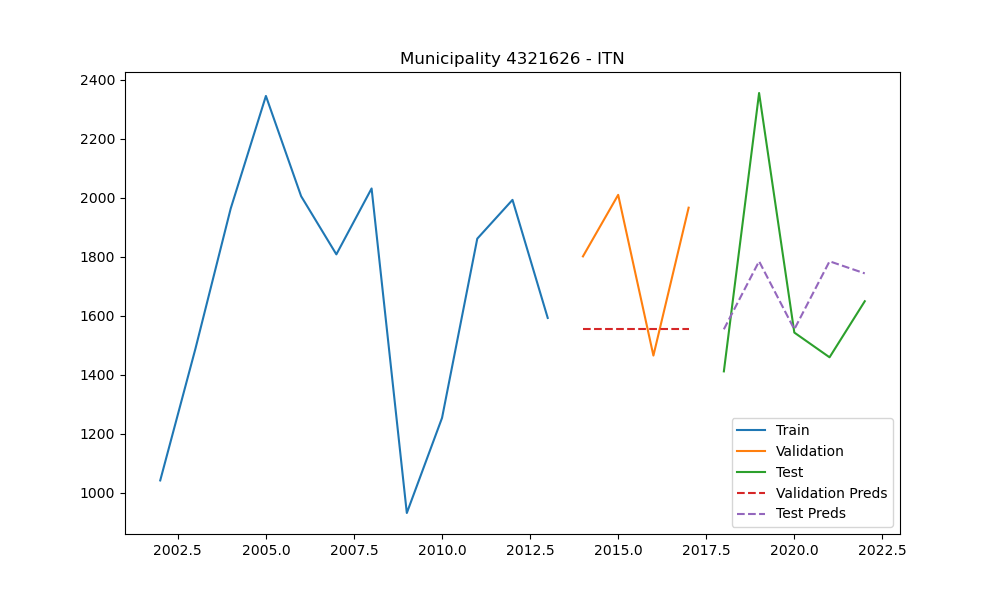 Municipality 4321626 - ITN
2400
2200
2000
1800
1600
1400
1200
1000
2002.5 2005.0 2007.5 2010.0 2012.5 2015.0 2017.5 2020.0 2022.5
Train
Validation
Test
Validation Preds
Test Preds